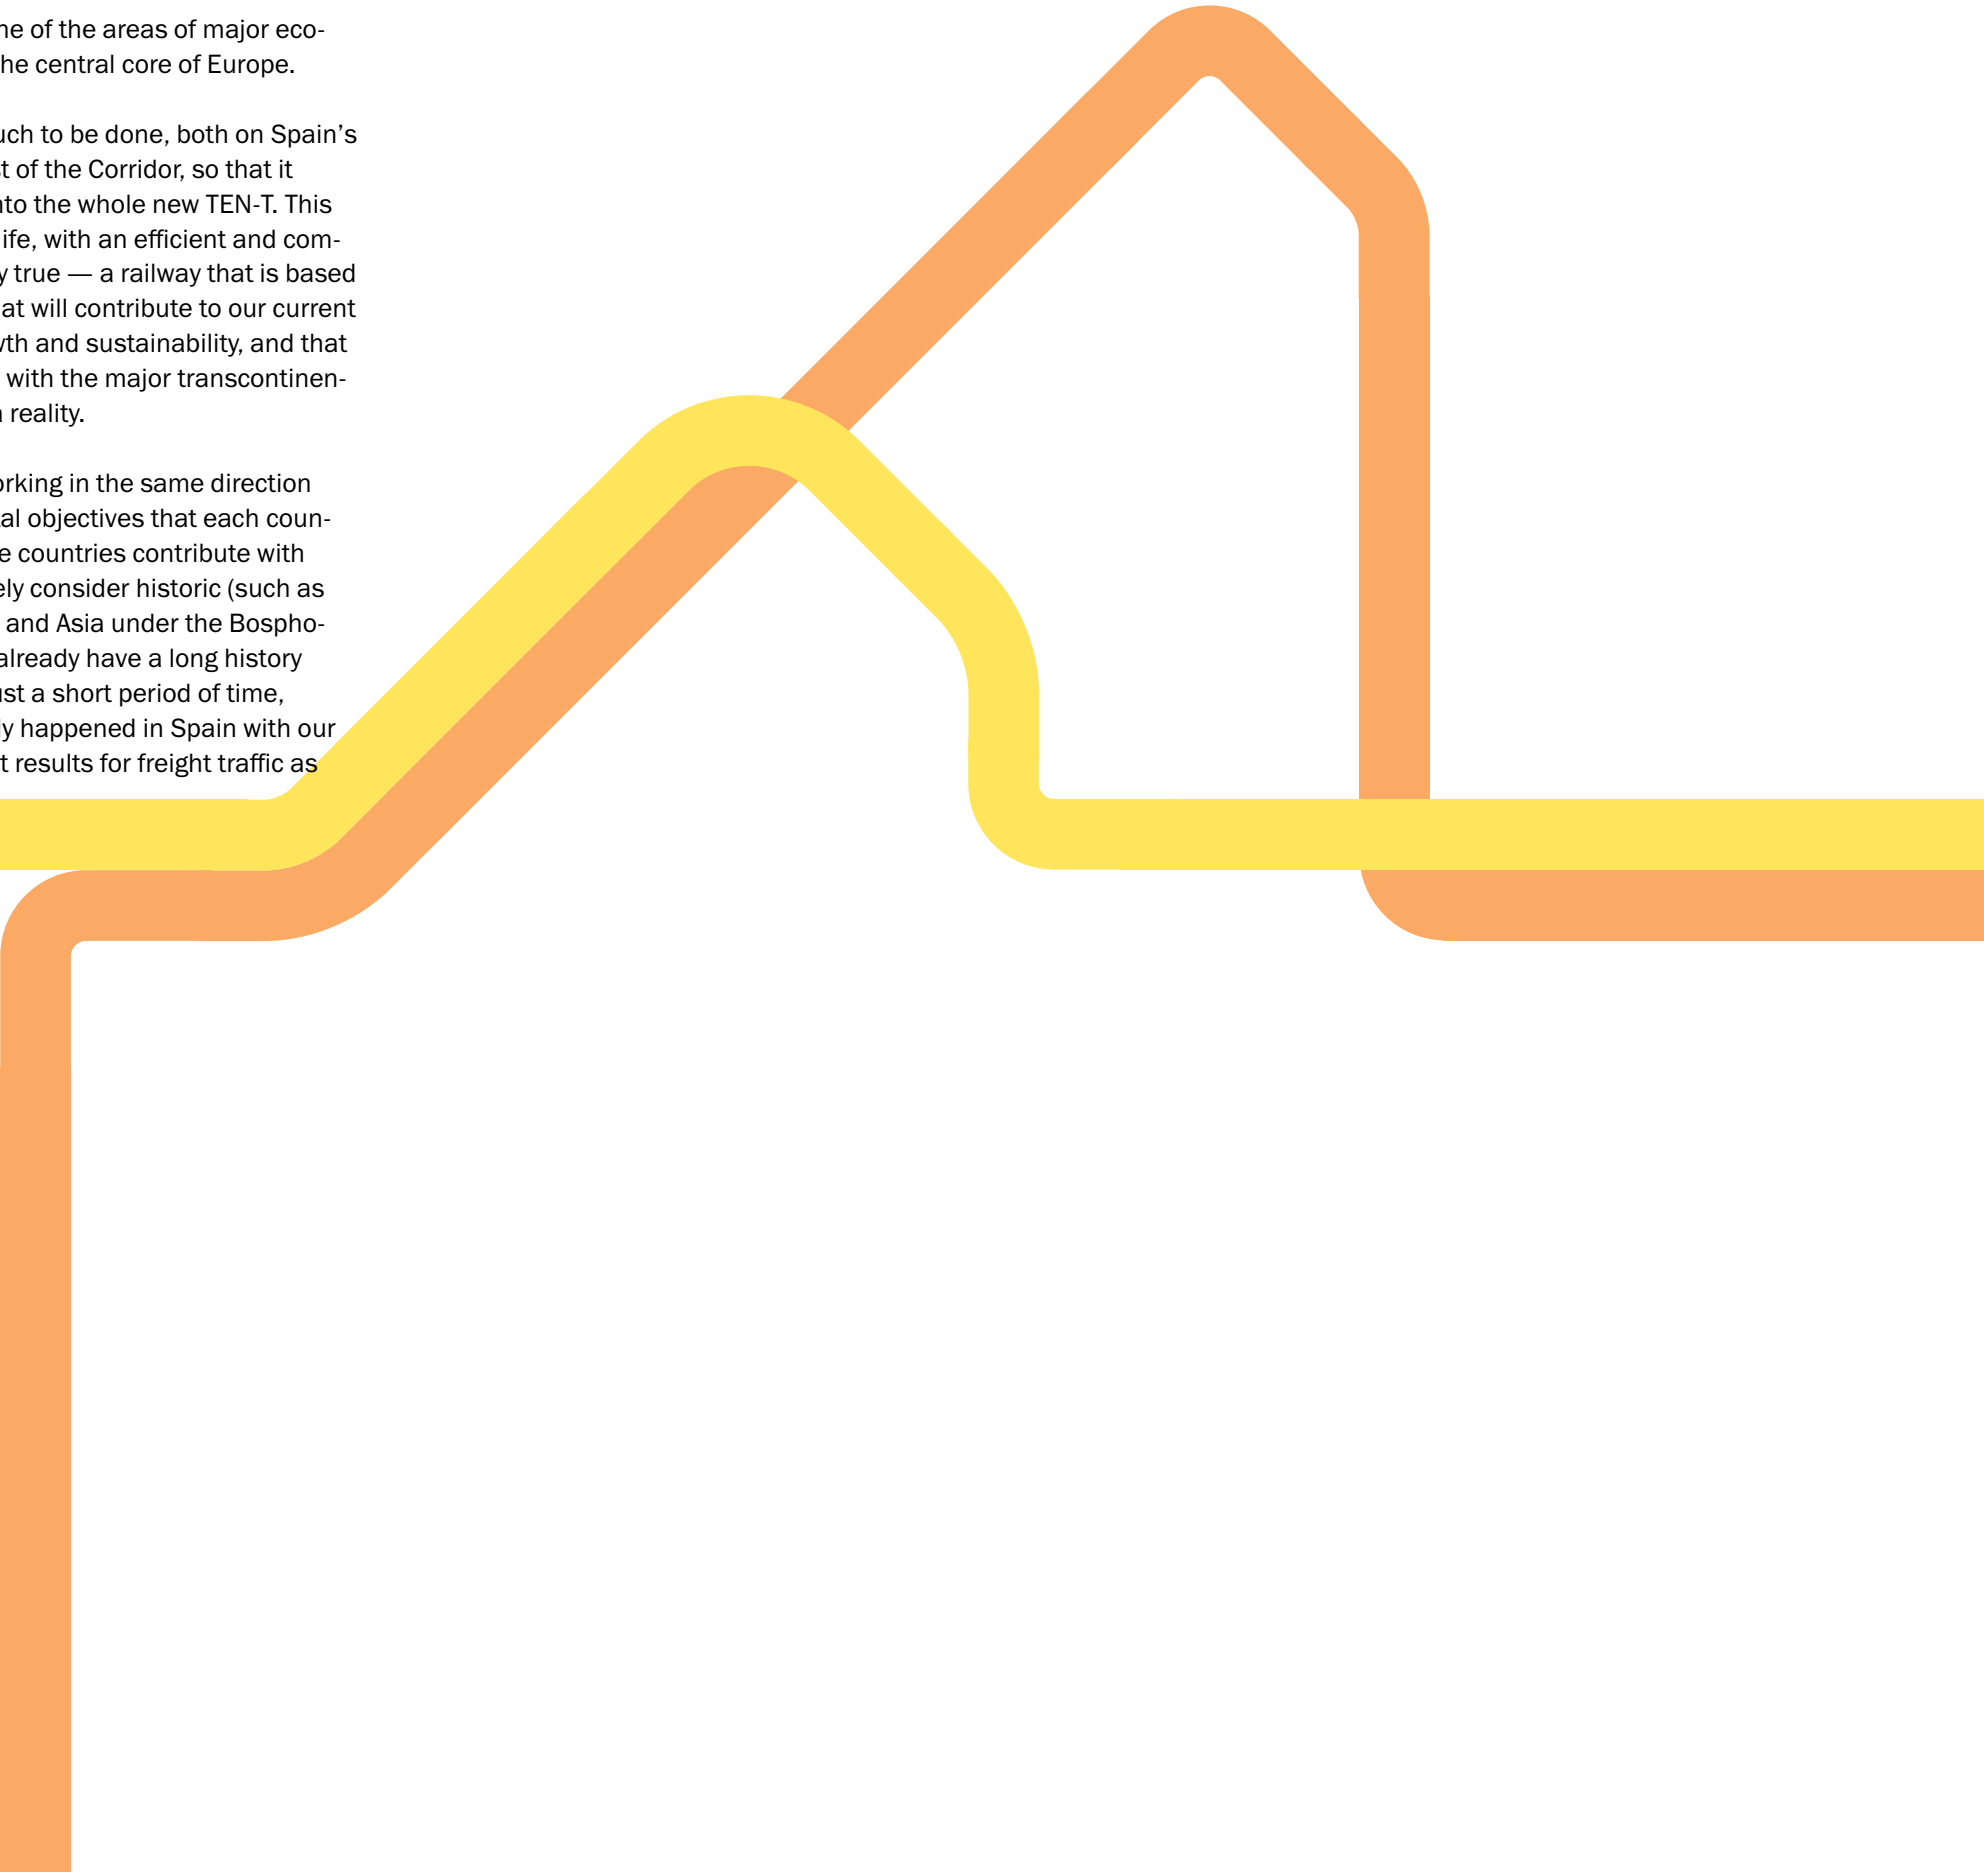 ne of the areas of major eco-
he central core of Europe.
uch to be done, both on Spain’s
t of the Corridor, so that it
nto the whole new TEN-T. This
ife, with an efficient and com-
y true — a railway that is based
at will contribute to our current
vth and sustainability, and that
with the major transcontinen-
a reality.
orking in the same direction
al objectives that each coun-
e countries contribute with
ely consider historic (such as
and Asia under the Bospho-
already have a long history
ust a short period of time,
ly happened in Spain with our
t results for freight traffic as